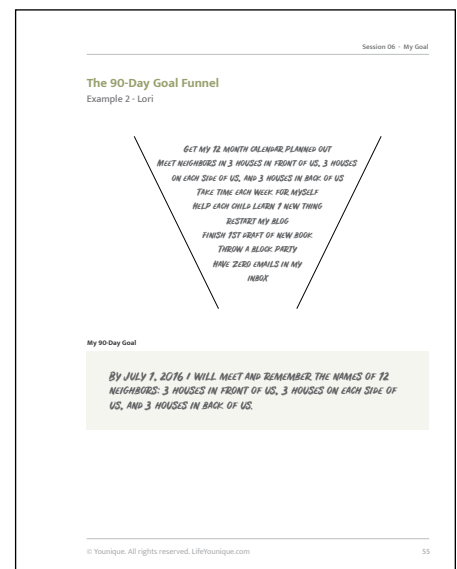 Session 06 - My Goal
The 90-Day Goal Funnel
Example 2 - Lori
Get my 12 month calendar planned out
Meet neighbors in 3 houses in front of us, 3 houses
on each side of us, and 3 houses in back of us
Take time each week for myself
Help each child learn 1 new thing
Restart my blog
Finish 1st draft of new book
Throw a block party
Have zero emails in my
inbox
My 90-Day Goal
By July 1, 2016 I will meet and remember the names of 12
neighbors: 3 houses in front of us, 3 houses on each side of
us, and 3 houses in back of us.
© Younique. All rights reserved. LifeYounique.com
55